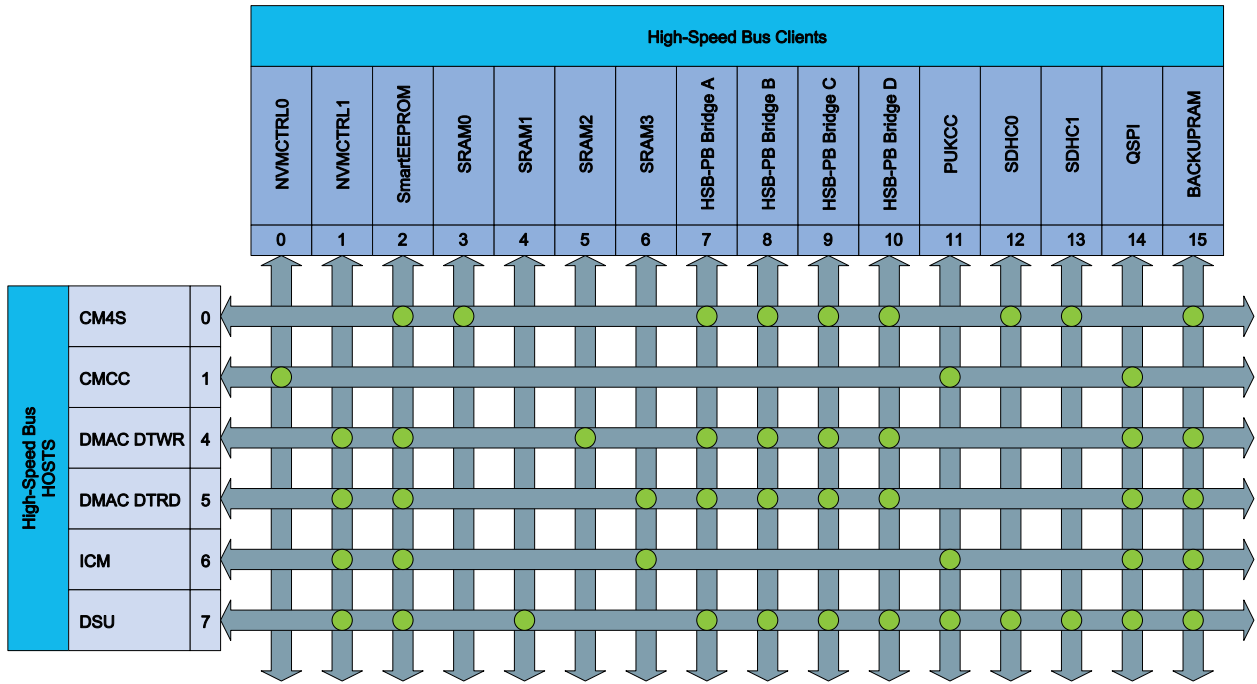 High-Speed Bus Clients
NVMCTRL0
NVMCTRL1
SmartEEPROM
SRAM0
SRAM1
SRAM2
SRAM3
HSB-PB Bridge A
HSB-PB Bridge B
HSB-PB Bridge C
HSB-PB Bridge D
PUKCC
SDHC0
SDHC1
QSPI
BACKUPRAM
0 1 2 3 4 5 6 7 8 9 10 11 12 13 14 15
High-Speed Bus
HOSTS
CM4S 0
CMCC 1
DMAC DTWR 4
DMAC DTRD 5
ICM 6
DSU 7